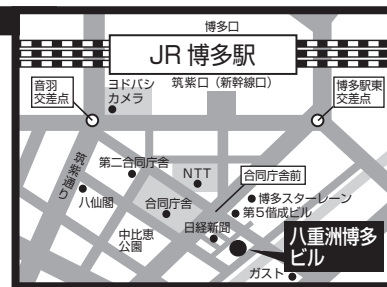 博多口
JR 博多駅
筑紫口（新幹線口）
音羽
交差点
ヨドバシ
カメラ
博多駅東
交差点
筑紫通り
第二合同庁舎
NTT
合同庁舎前
八仙閣
合同庁舎
博多スターレーン
第5偕成ビル
中比恵
公園
日経新聞
八重洲博多
ビル
ガスト